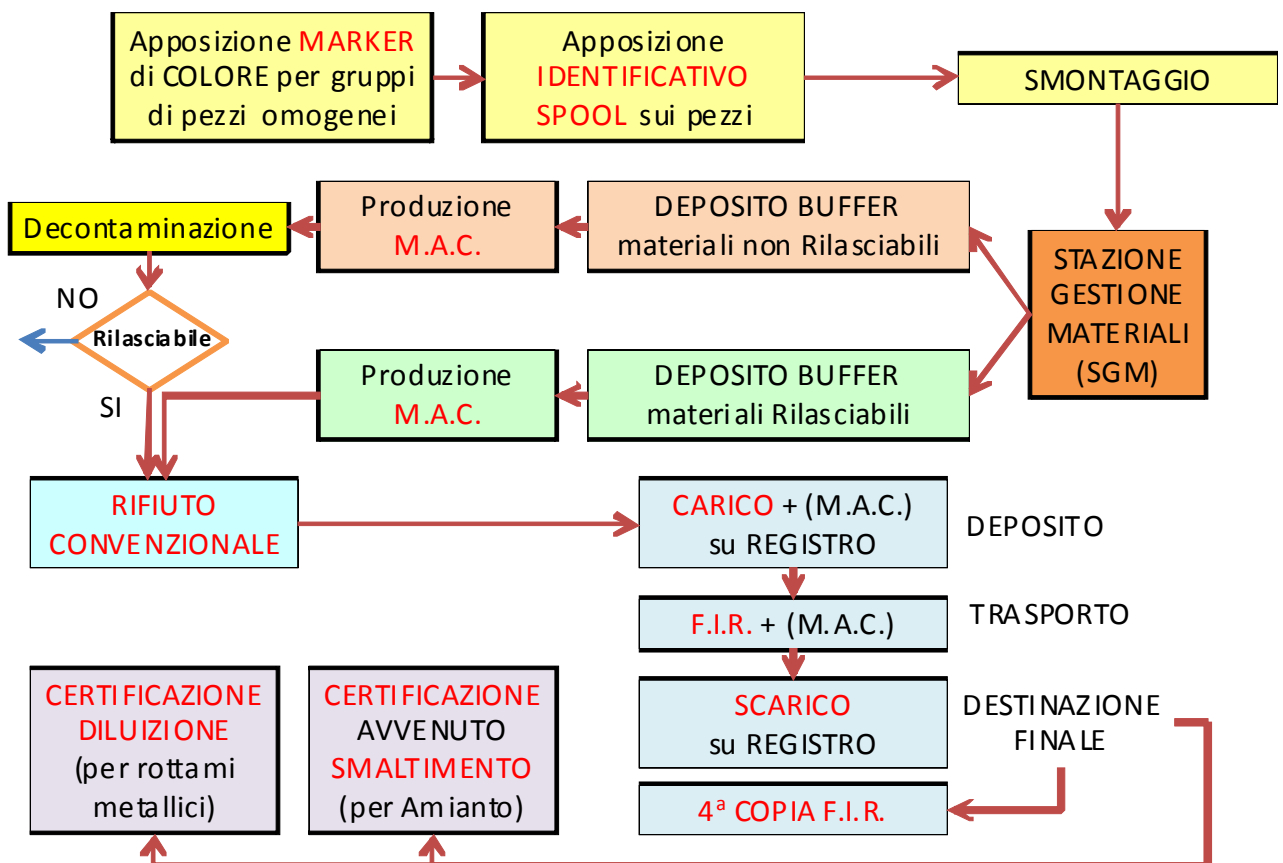 Apposizione MARKER
di COLORE per gruppi
di pezzi omogenei
Apposizione
IDENTIFICATIVO
SPOOL sui pezzi
SMONTAGGIO
Decontaminazione
Produzione
M.A.C.
DEPOSITO BUFFER
materiali non Rilasciabili
STAZIONE
GESTIONE
MATERIALI
(SGM)
NO
Rilasciabile
SI
Produzione
M.A.C.
DEPOSITO BUFFER
materiali Rilasciabili
RIFIUTO
CONVENZIONALE
CARICO + (M.A.C.)
su REGISTRO
DEPOSITO
F.I.R. + (M.A.C.)
TRASPORTO
CERTIFICAZIONE
DILUIZIONE
(per rottami
metallici)
CERTIFICAZIONE
AVVENUTO
SMALTIMENTO
(per Amianto)
SCARICO
su REGISTRO
DESTINAZIONE
FINALE
4ª COPIA F.I.R.